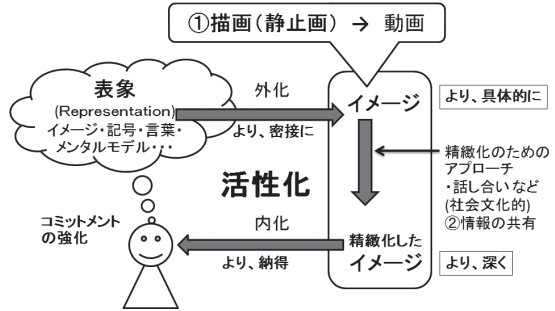 ①描画（静止画） → 動画
表象
(Representation)
イメージ・記号・言葉・
メンタルモデル・・・
外化
より、密接に
イメージ
より、具体的に
精緻化のための
アプローチ
・話し合いなど
(社会文化的)
②情報の共有
活性化
コミットメント
の強化
内化
より、納得
精緻化した
イメージ
より、深く